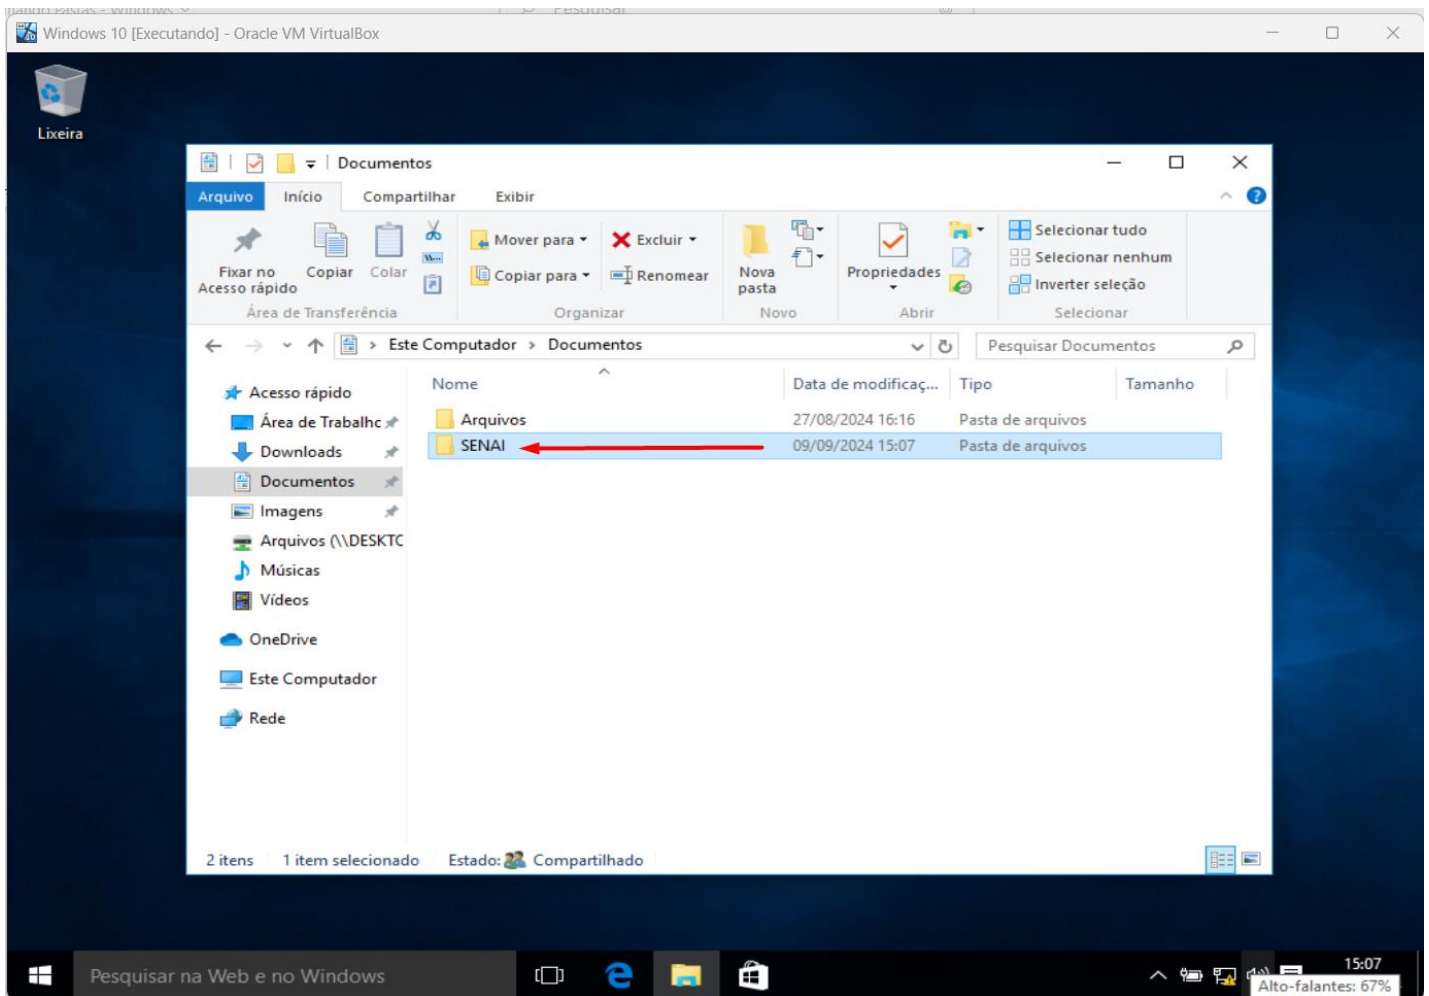 Windows 10 [Executando] - Oracle VM VirtualBox
Lixeira
Documentos
Arquivo Início Compartilhar Exibir
Fixar no
Acesso rápido
Copiar
Colar
Área de Transferência
Mover para
Copiar para
Excluir
Renomear
Organizar
Nova
pasta
Novo
Propriedades
Abrir
Selecionar tudo
Selecionar nenhum
Inverter seleção
Selecionar
Este Computador > Documentos
Pesquisar Documentos
Nome Data de modificaç... Tipo Tamanho
Arquivos 27/08/2024 16:16 Pasta de arquivos
SENAI 09/09/2024 15:07 Pasta de arquivos
Acesso rápido
Área de Trabalhc
Downloads
Documentos
Imagens
Arquivos (\\DESKTC
Músicas
Vídeos
OneDrive
Este Computador
Rede
2 itens 1 item selecionado Estado: Compartilhado
Pesquisar na Web e no Windows
15:07
Alto-falantes: 67%